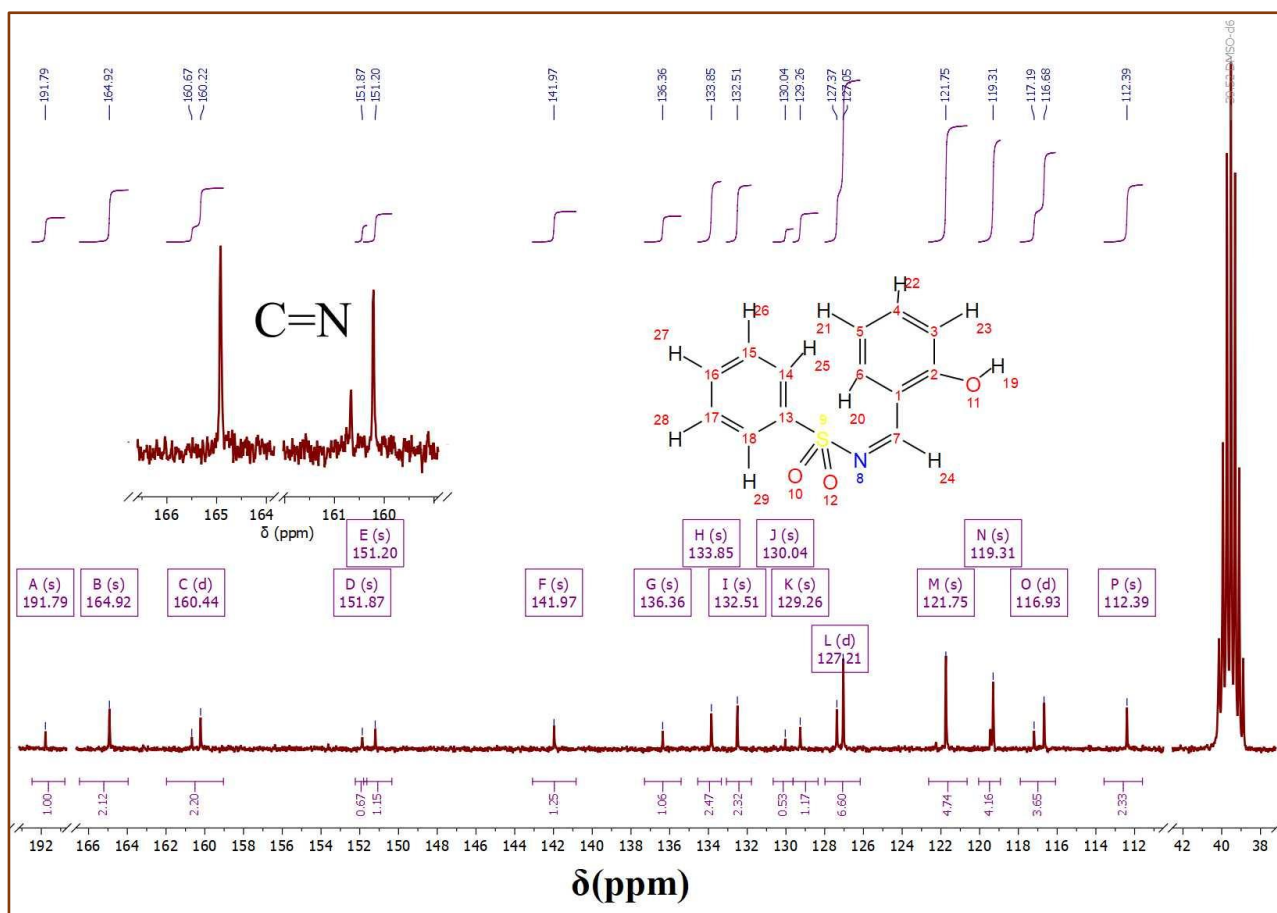 39.52 DMSO-d6
191.79
164.92
160.67
160.22
151.87
151.20
141.97
136.36
133.85
132.51
130.04
129.26
127.37
127.05
121.75
119.31
117.19
116.68
112.39
C=N
166 165 164 161 160
δ (ppm)
H 22
H 21
4
5
3
H 23
6
2
H 19
H 20
1
O 11
7
H 24
N 8
H 26
H 27
15
H 25
14
16
17
13
H 28
18
S 9
O 10
O 12
H 29
A (s)
191.79
B (s)
164.92
C (d)
160.44
E (s)
151.20
D (s)
151.87
F (s)
141.97
G (s)
136.36
H (s)
133.85
I (s)
132.51
J (s)
130.04
K (s)
129.26
L (d)
127.21
M (s)
121.75
N (s)
119.31
O (d)
116.93
P (s)
112.39
1.00
2.12
2.20
0.67
1.15
1.25
1.06
2.47
2.32
0.53
1.17
6.60
4.74
4.16
3.65
2.33
192 166 164 162 160 158 156 154 152 150 148 146 144 142 140 138 136 134 132 130 128 126 124 122 120 118 116 114 112 42 40 38
δ(ppm)